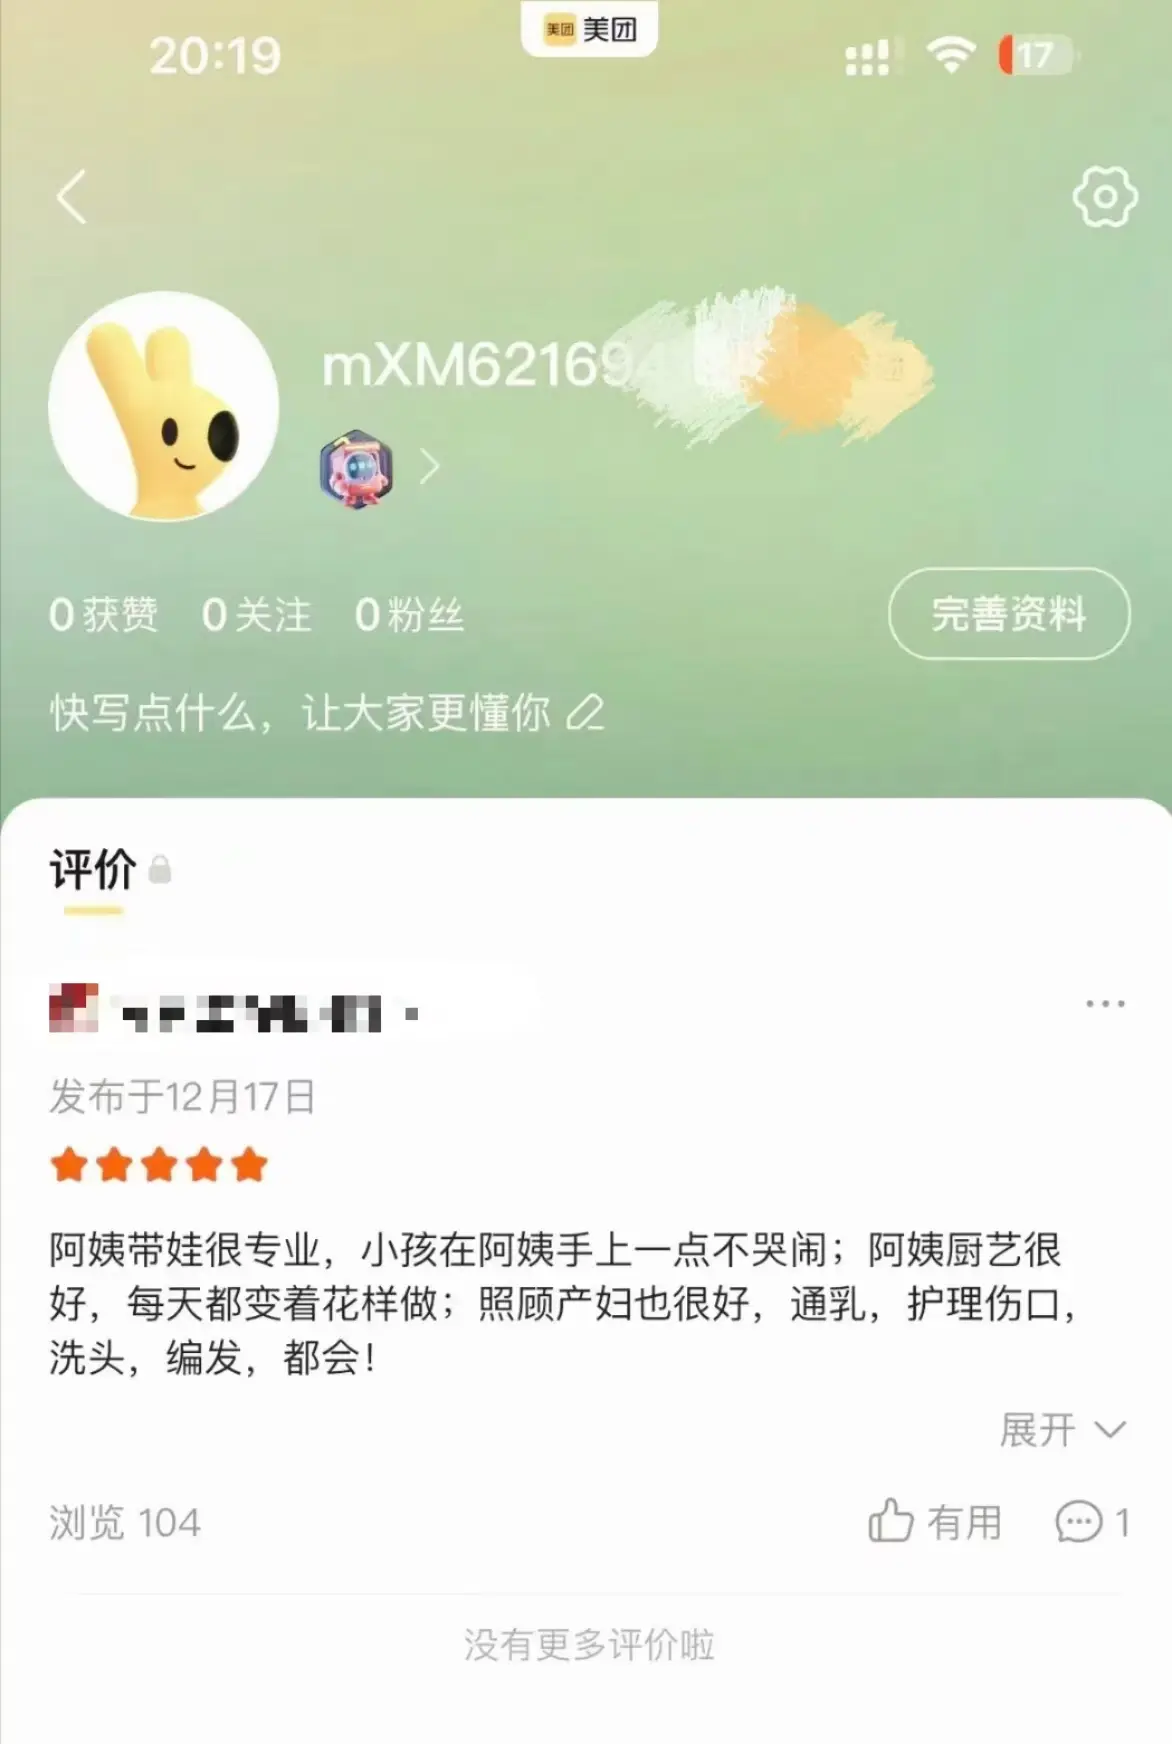 20:19
美团 美团
17
mXM62169
0获赞 0关注 0粉丝
完善资料
快写点什么，让大家更懂你
评价
发布于12月17日
阿姨带娃很专业，小孩在阿姨手上一点不哭闹；阿姨厨艺很
好，每天都变着花样做；照顾产妇也很好，通乳，护理伤口，
洗头，编发，都会！
展开
浏览 104
有用
1
没有更多评价啦